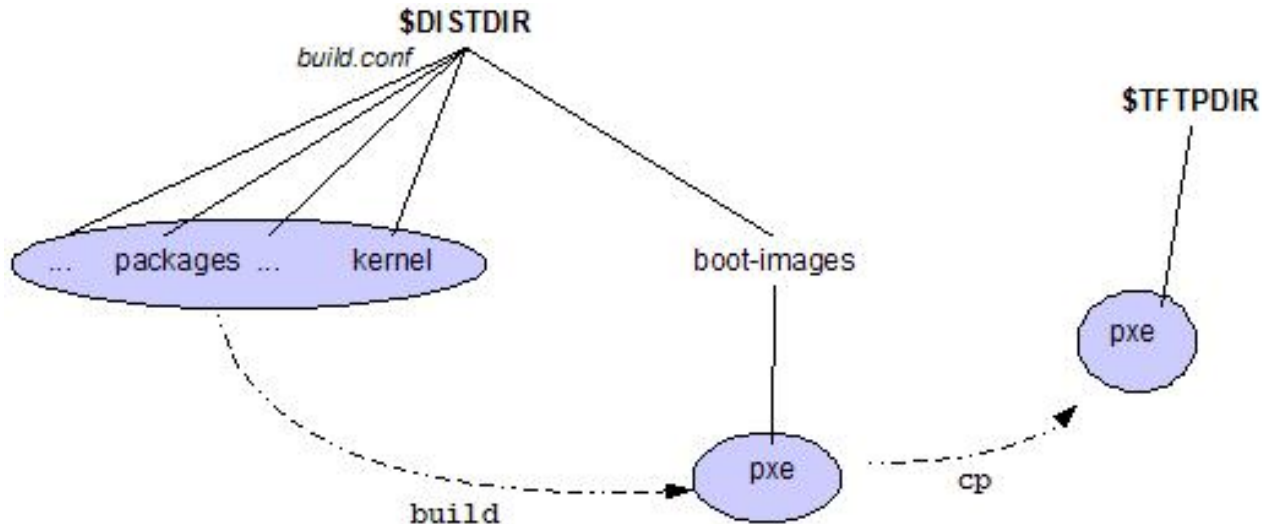 $DISTDIR
build.conf
$TFTPDIR
... packages ... kernel
boot-images
pxe
pxe
cp
build